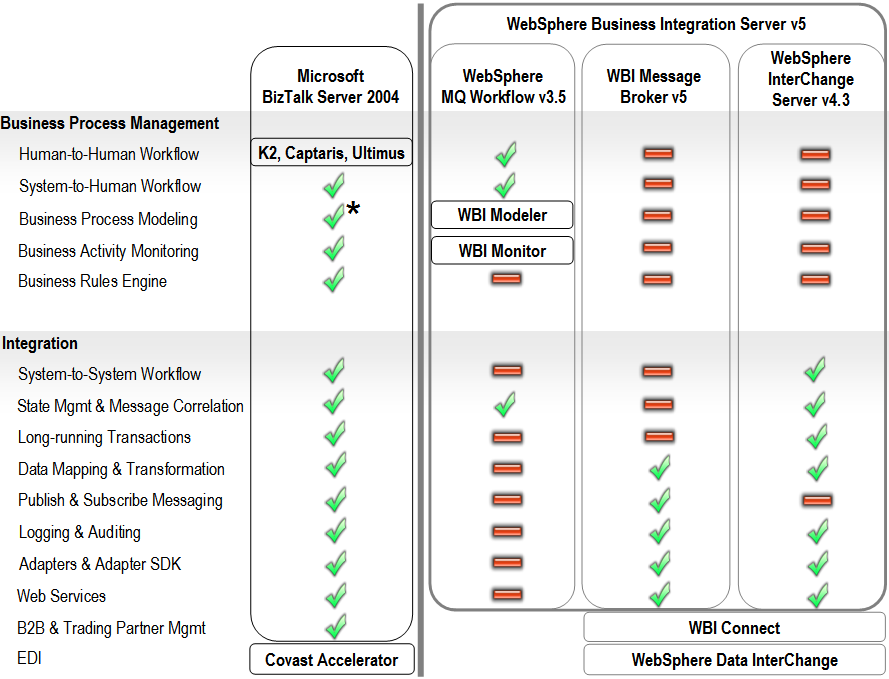 WebSphere Business Integration Server v5
Microsoft
BizTalk Server 2004
WebSphere
MQ Workflow v3.5
WBI Message
Broker v5
WebSphere
InterChange
Server v4.3
Business Process Management
Human-to-Human Workflow
K2, Captaris, Ultimus
System-to-Human Workflow
Business Process Modeling
*
WBI Modeler
Business Activity Monitoring
WBI Monitor
Business Rules Engine
Integration
System-to-System Workflow
State Mgmt & Message Correlation
Long-running Transactions
Data Mapping & Transformation
Publish & Subscribe Messaging
Logging & Auditing
Adapters & Adapter SDK
Web Services
B2B & Trading Partner Mgmt
WBI Connect
EDI
Covast Accelerator
WebSphere Data InterChange